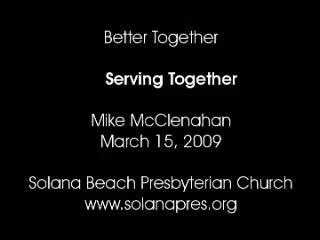 Better Together
Serving Together
Mike McClenahan
March 15, 2009
Solana Beach Presbyterian Church
www.solanapres.org